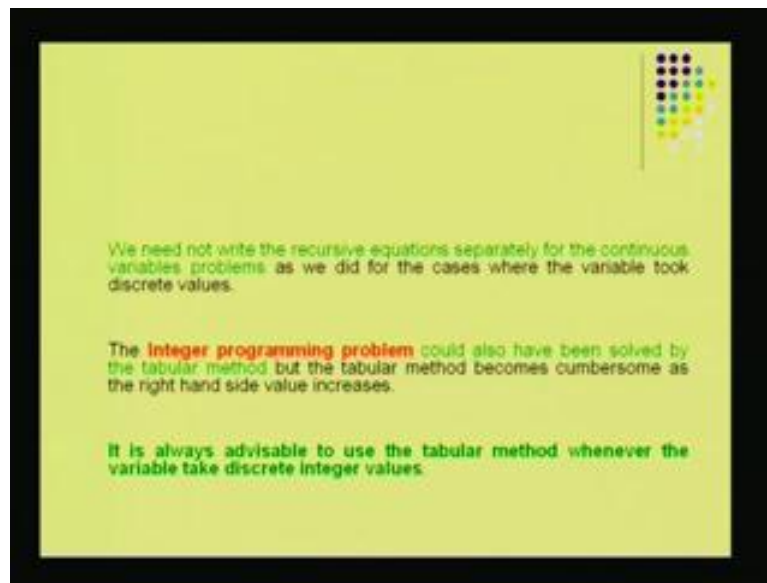 We need not write the recursive equations separately for the continuous
variables problems as we did for the cases where the variable took
discrete values.
The Integer programming problem could also have been solved by
the tabular method but the tabular method becomes cumbersome as
the right hand side value increases.
It is always advisable to use the tabular method whenever the
variable take discrete integer values.